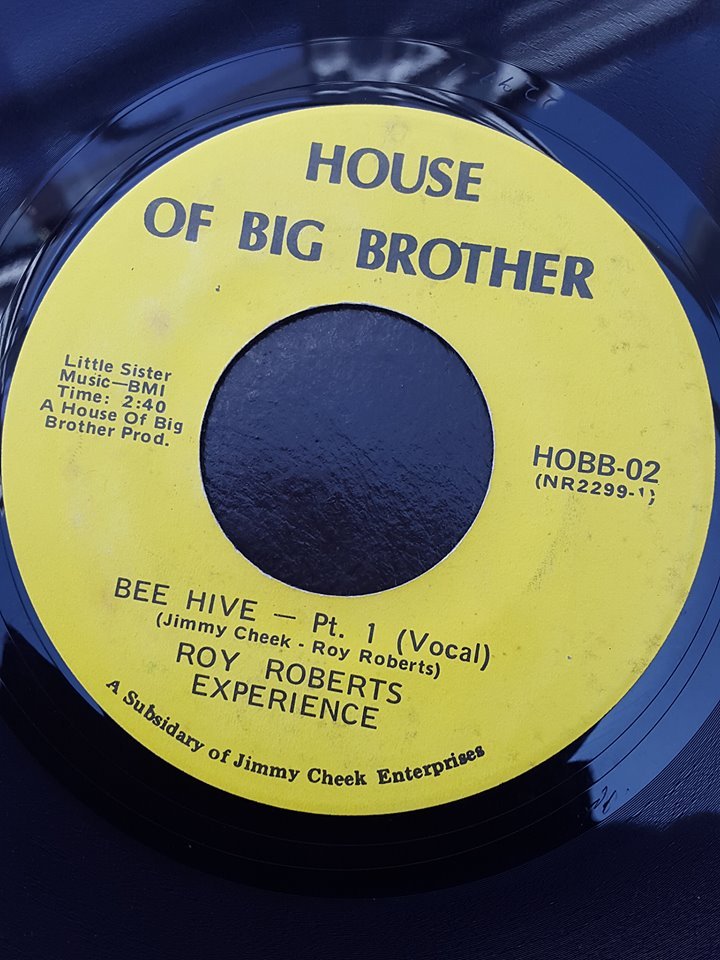 HOUSE
OF BIG BROTHER
Little Sister
Music—BMI
Time: 2:40
A House Of Big
Brother Prod.
HOBB-02
(NR2299-1)
BEE HIVE — Pt. 1 (Vocal)
(Jimmy Cheek - Roy Roberts)
ROY ROBERTS
EXPERIENCE
A Subsidary of Jimmy Cheek Enterprises